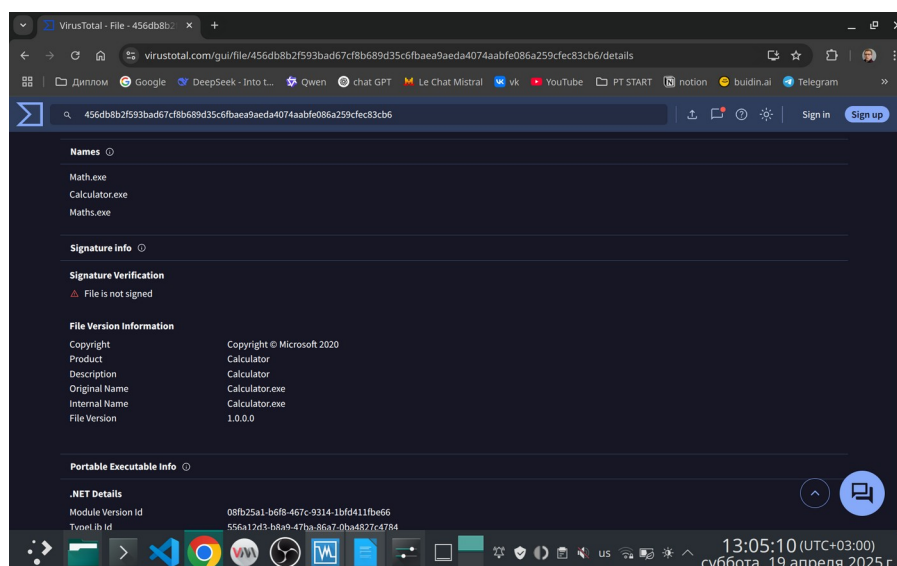 VirusTotal - File - 456db8b2
virustotal.com/gui/file/456db8b2f593bad67cf8b689d35c6fbaea9aeda4074aabfe086a259cfec83cb6/details
Диплом Google DeepSeek - Into t... Qwen chat GPT Le Chat Mistral vk YouTube PT START notion buidin.ai Telegram »
456db8b2f593bad67cf8b689d35c6fbaea9aeda4074aabfe086a259cfec83cb6 Sign in Sign up
Names
Math.exe
Calculator.exe
Maths.exe
Signature info
Signature Verification
File is not signed
File Version Information
Copyright Copyright © Microsoft 2020
Product Calculator
Description Calculator
Original Name Calculator.exe
Internal Name Calculator.exe
File Version 1.0.0.0
Portable Executable Info
.NET Details
Module Version Id 08fb25a1-b6f8-467c-9314-1bfd411fbe66
TypeLib Id 556a12d3-b8a9-47ba-86a7-0ba4827c4784
us 13:05:10 (UTC+03:00)
суббота, 19 апреля 2025 г.